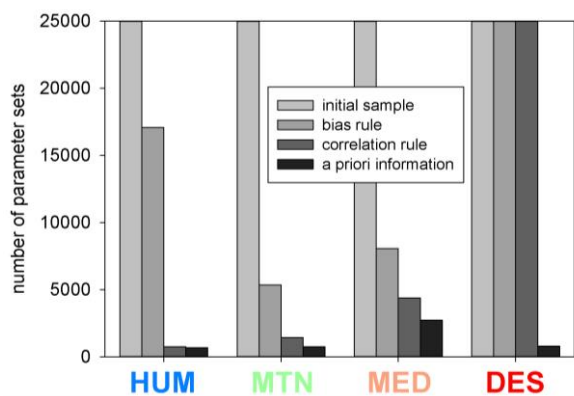 25000
20000
15000
10000
5000
0
number of parameter sets
initial sample
bias rule
correlation rule
a priori information
HUM MTN MED DES